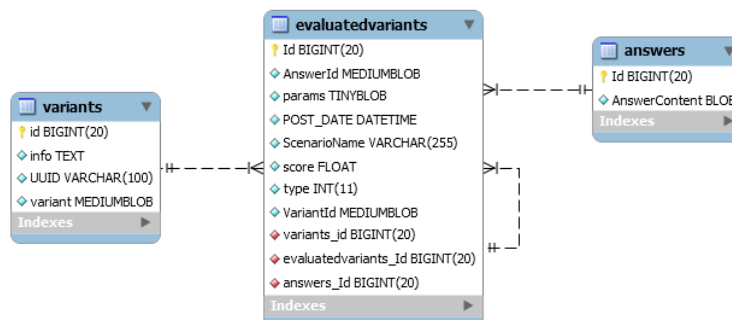 variants
id BIGINT(20)
info TEXT
UUID VARCHAR(100)
variant MEDIUMBLOB
Indexes
evaluatedvariants
Id BIGINT(20)
AnswerId MEDIUMBLOB
params TINYBLOB
POST_DATE DATETIME
ScenarioName VARCHAR(255)
score FLOAT
type INT(11)
VariantId MEDIUMBLOB
variants_id BIGINT(20)
evaluatedvariants_Id BIGINT(20)
answers_Id BIGINT(20)
Indexes
answers
Id BIGINT(20)
AnswerContent BLOB
Indexes